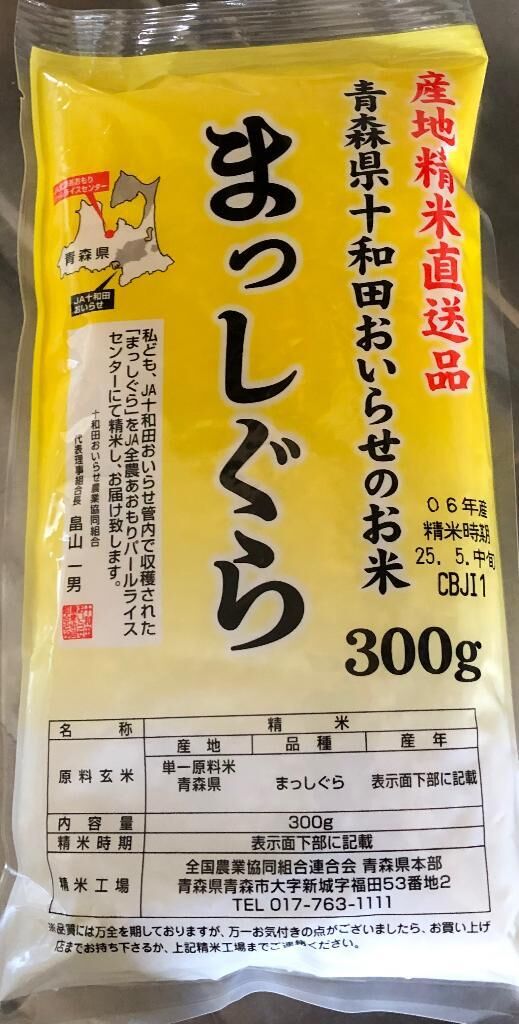 産地精米直送品
青森県十和田おいらせのお米
まっしぐら
300g
06年産
精米時期
25. 5.中旬
CBJI1
青森県
JA十和田
おいらせ
私ども、JA十和田おいらせ管内で収穫された
「まっしぐら」をJA全農あおもりパールライス
センターにて精米し、お届け致します。
十和田おいらせ農業協同組合
代表理事組合長 畠山 一男
名 称 精 米
原料玄米 産 地 品 種 産 年
単一原料米
青森県 まっしぐら 表示面下部に記載
内 容 量 300g
精米時期 表示面下部に記載
精米工場 全国農業協同組合連合会 青森県本部
青森県青森市大字新城字福田53番地2
TEL 017-763-1111
※品質には万全を期しておりますが、万一お気付きの点がございましたら、お買い上げ
店までお持ち下さるか、上記精米工場までご連絡ください。